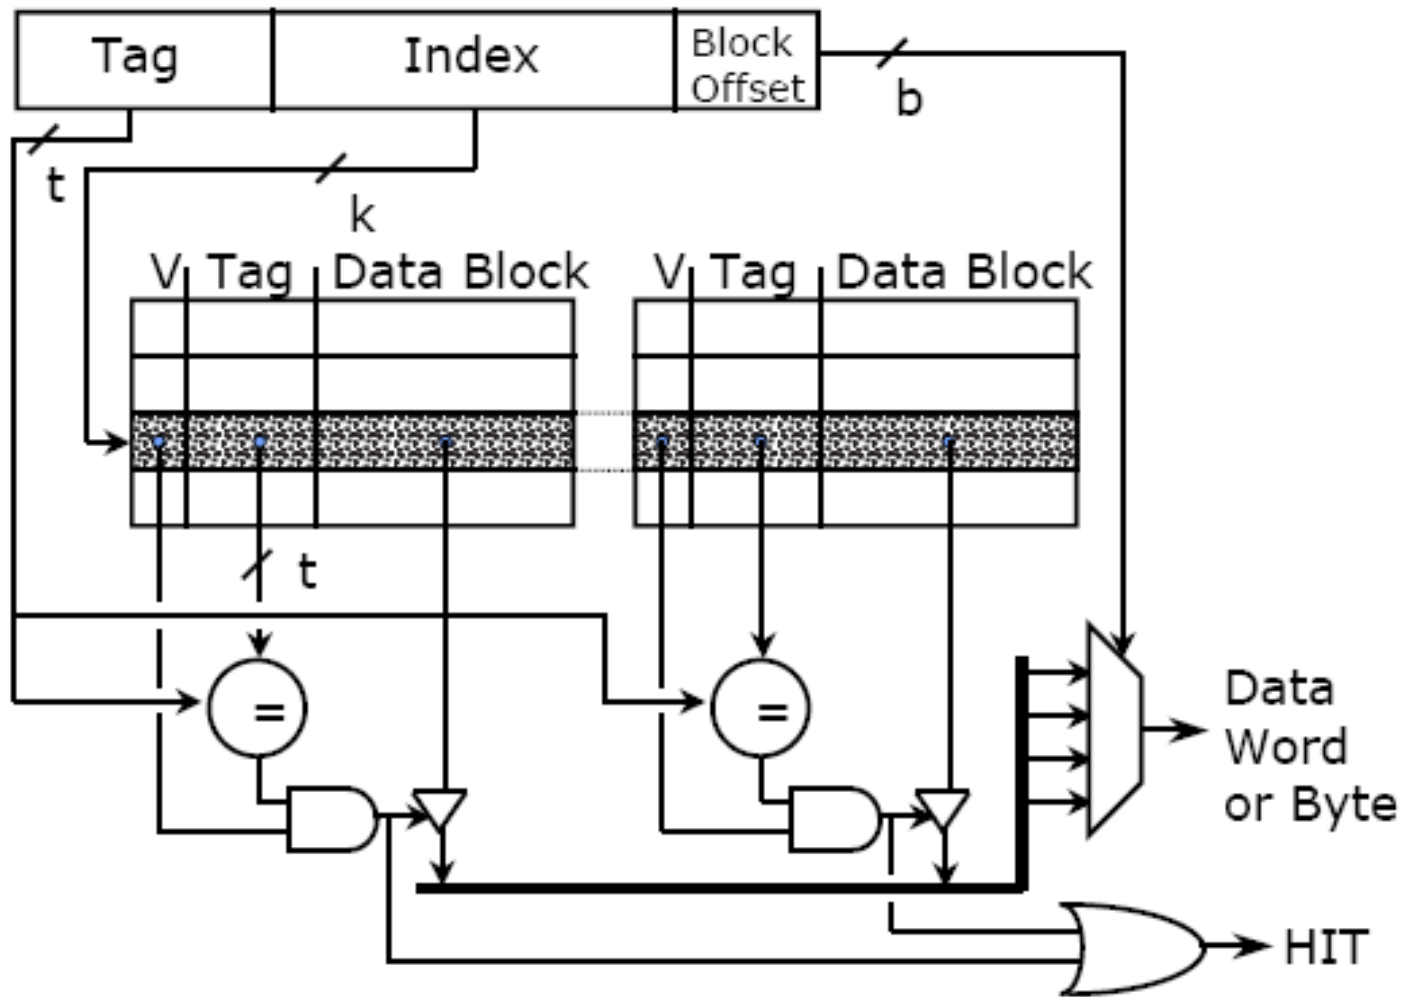 Tag
Index
Block
Offset
b
t
k
V Tag Data Block
V Tag Data Block
t
=
=
Data
Word
or Byte
HIT